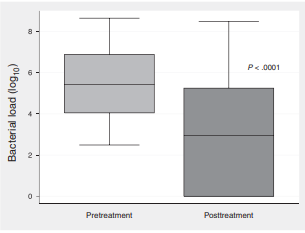 Bacterial load (log10)
8
6
4
2
0
P < .0001
Pretreatment
Posttreatment